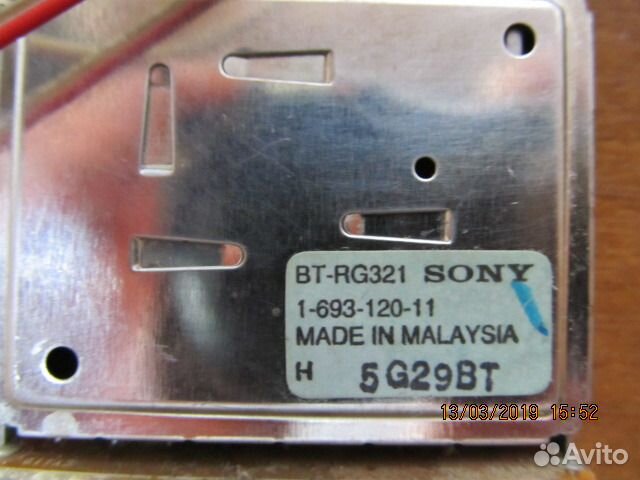 BT-RG321 SONY
1-693-120-11
MADE IN MALAYSIA
H 5G29BT
13/03/2019 15:52
Avito